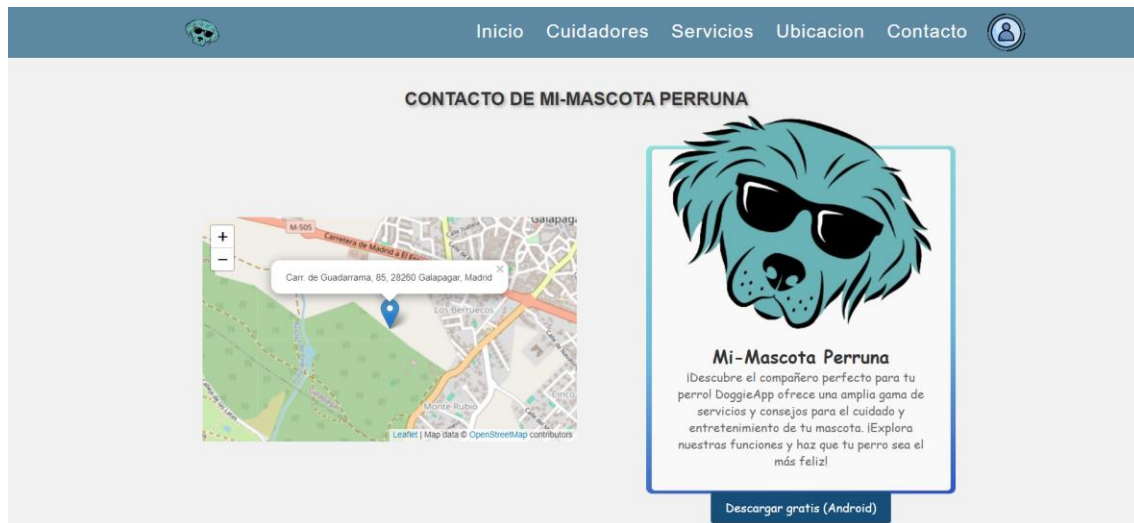 Inicio Cuidadores Servicios Ubicacion Contacto
CONTACTO DE MI-MASCOTA PERRUNA
+
−
M-505
Carretera de Madrid a El Es
Galapaga
Carr. de Guadarrama, 85, 28260 Galapagar, Madrid
×
Los Berruecos
Monte Rubio
Cinco
Leaflet | Map data © OpenStreetMap contributors
Mi-Mascota Perruna
¡Descubre el compañero perfecto para tu
perro! DoggieApp ofrece una amplia gama de
servicios y consejos para el cuidado y
entretenimiento de tu mascota. ¡Explora
nuestras funciones y haz que tu perro sea el
más feliz!
Descargar gratis (Android)